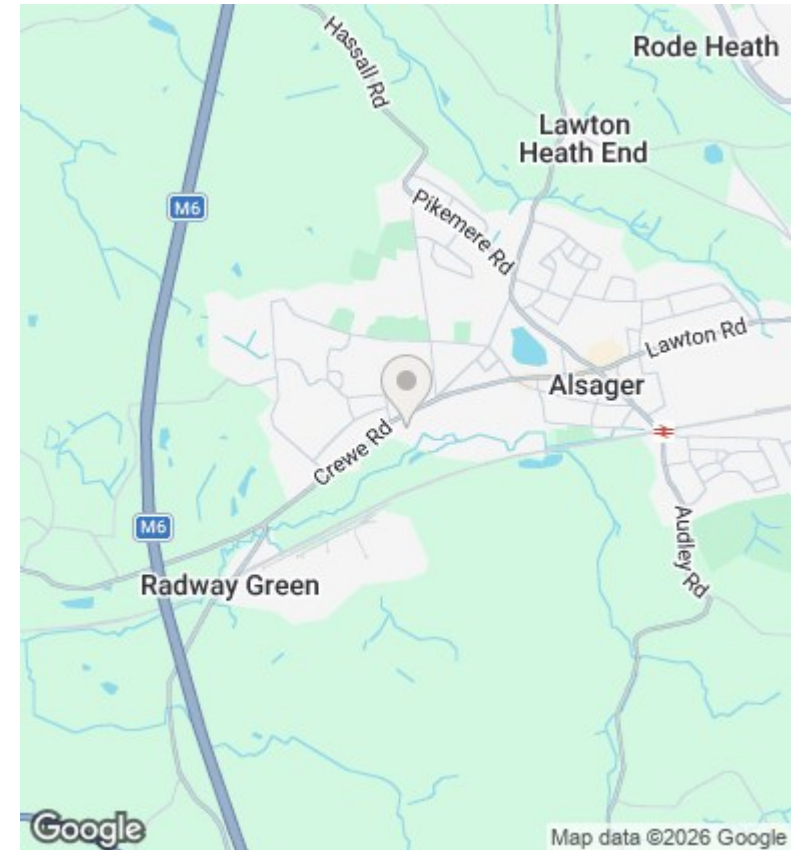 Rode Heath
Hassall Rd
Lawton
Heath End
M6
Pikemere Rd
Lawton Rd
Alsager
Crewe Rd
M6
Audley Rd
Radway Green
Google
Map data ©2026 Google